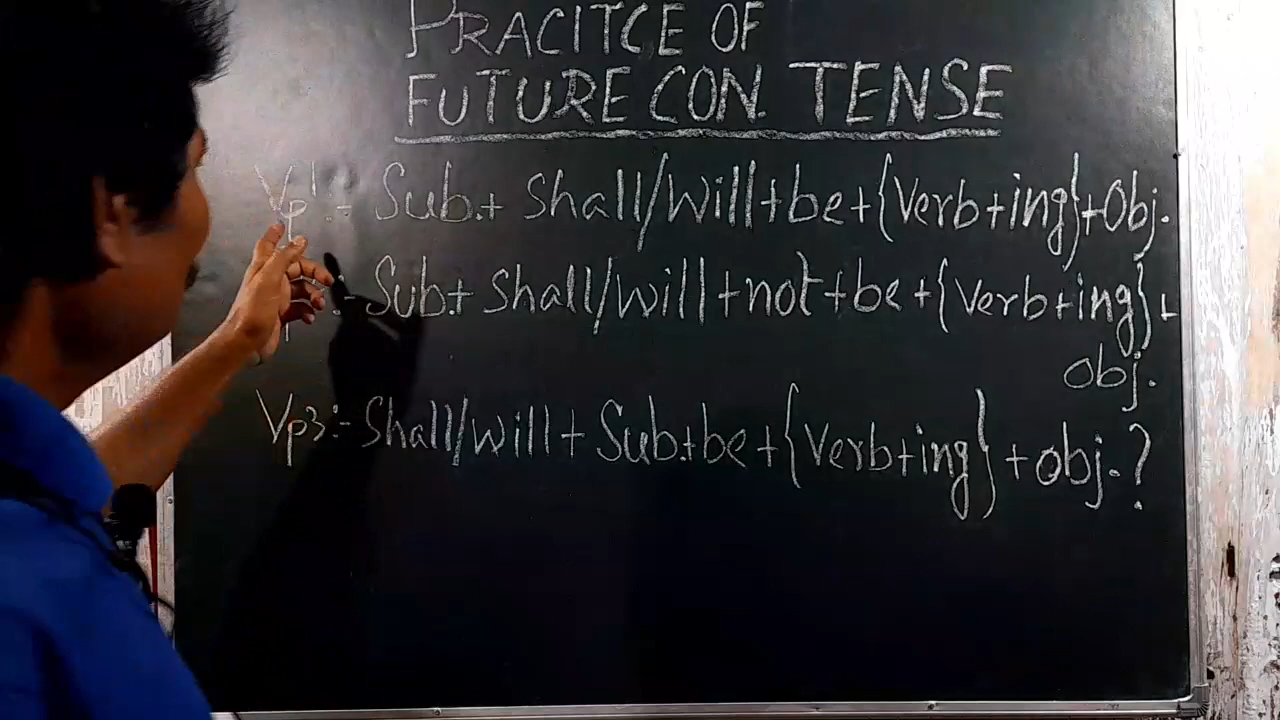 PRACITCE OF
FUTURE CON. TENSE
Vp1:- Sub.+ Shall/Will+be+{Verb+ing}+Obj.
:- Sub+ Shall/will+not+be+{Verb+ing}+
obj.
Vp3:- Shall/will+ Sub.+be+{Verb+ing} +obj.?